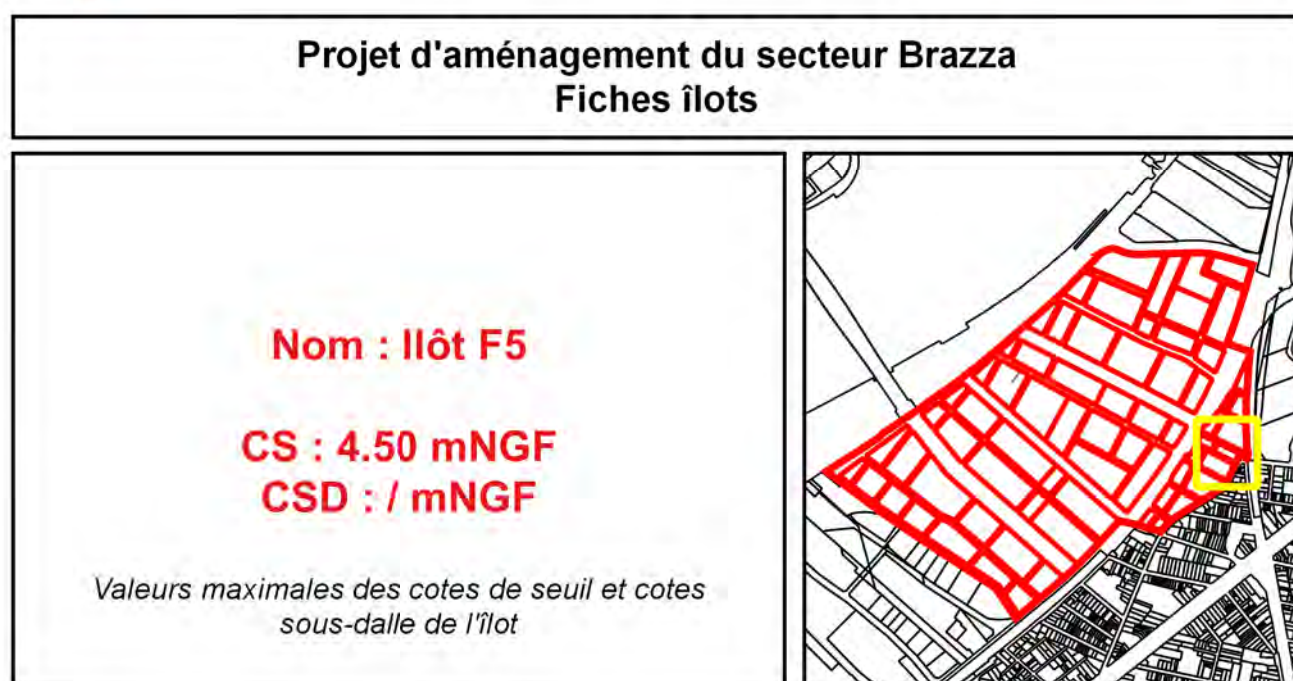 Projet d'aménagement du secteur Brazza
Fiches îlots
Nom : Ilôt F5
CS : 4.50 mNGF
CSD : / mNGF
Valeurs maximales des cotes de seuil et cotes
sous-dalle de l'îlot